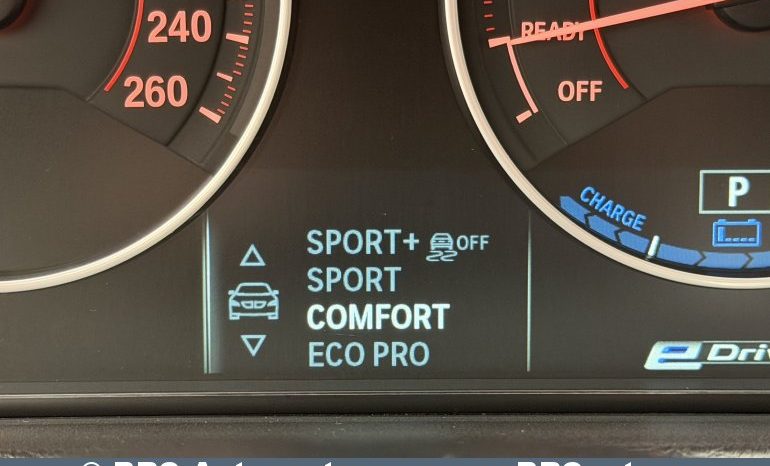 240
260
READY
OFF
CHARGE
P
SPORT+ OFF
SPORT
COMFORT
ECO PRO